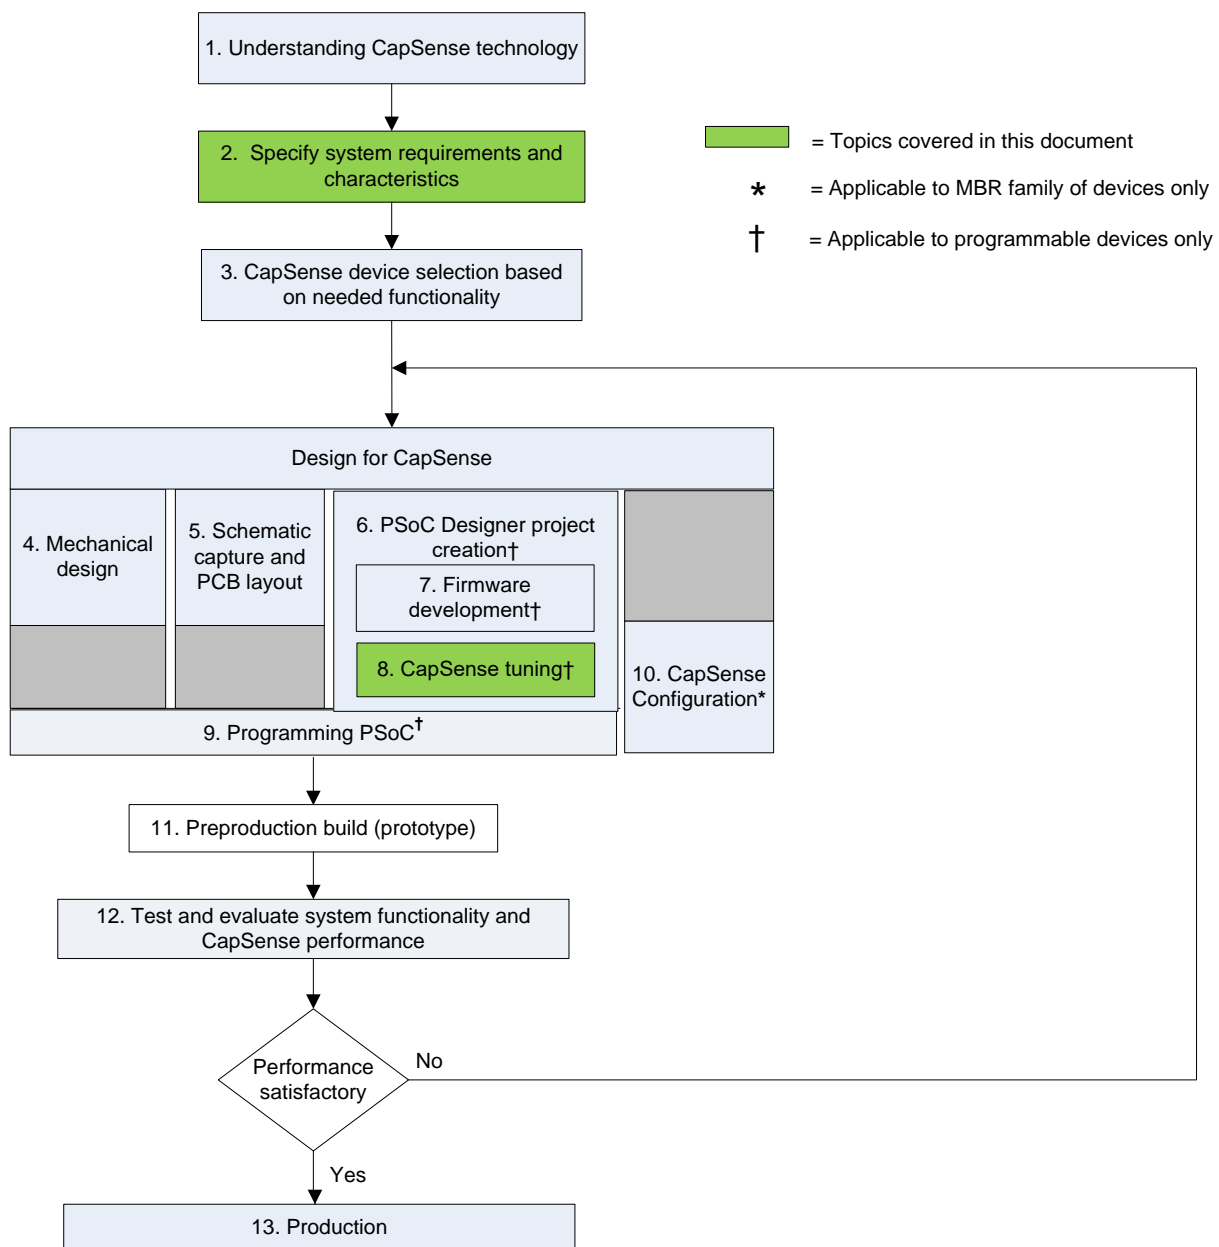 1. Understanding CapSense technology
2.  Specify system requirements and
characteristics
= Topics covered in this document
* = Applicable to MBR family of devices only
† = Applicable to programmable devices only
3. CapSense device selection based
on needed functionality
Design for CapSense
4. Mechanical
design
5. Schematic
capture and
PCB layout
6. PSoC Designer project
creation†
7. Firmware
development†
8. CapSense tuning†
10. CapSense
Configuration*
9. Programming PSoC†
11. Preproduction build (prototype)
12. Test and evaluate system functionality and
CapSense performance
Performance
satisfactory
No
Yes
13. Production